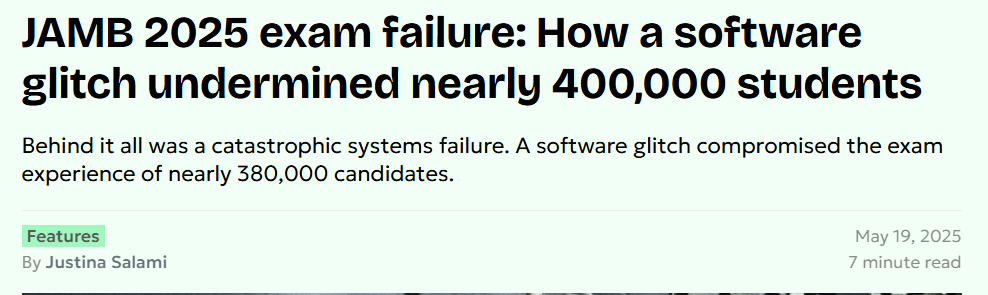 JAMB 2025 exam failure: How a software
glitch undermined nearly 400,000 students
Behind it all was a catastrophic systems failure. A software glitch compromised the exam
experience of nearly 380,000 candidates.
Features
May 19, 2025
By Justina Salami
7 minute read